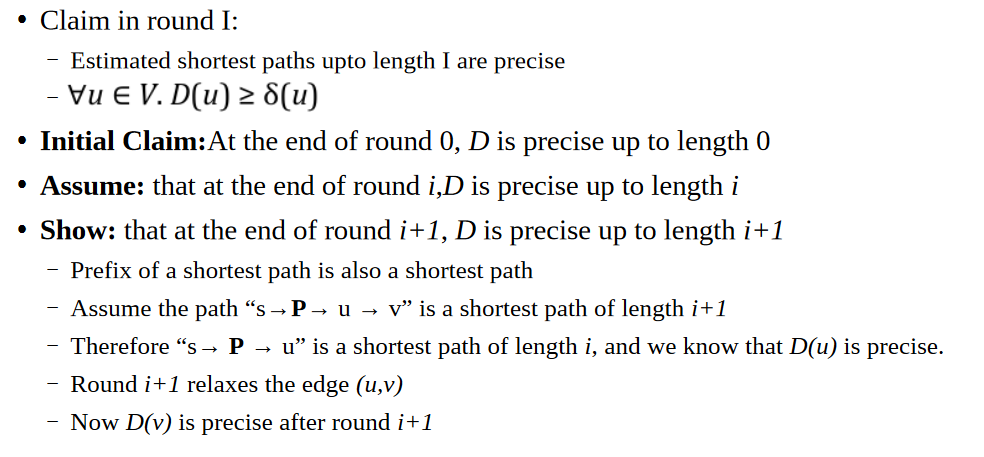 • Claim in round I:
– Estimated shortest paths upto length I are precise
– ∀u ∈ V. D(u) ≥ δ(u)
• Initial Claim:At the end of round 0, D is precise up to length 0
• Assume: that at the end of round i,D is precise up to length i
• Show: that at the end of round i+1, D is precise up to length i+1
– Prefix of a shortest path is also a shortest path
– Assume the path “s→P→ u → v” is a shortest path of length i+1
– Therefore “s→ P → u” is a shortest path of length i, and we know that D(u) is precise.
– Round i+1 relaxes the edge (u,v)
– Now D(v) is precise after round i+1